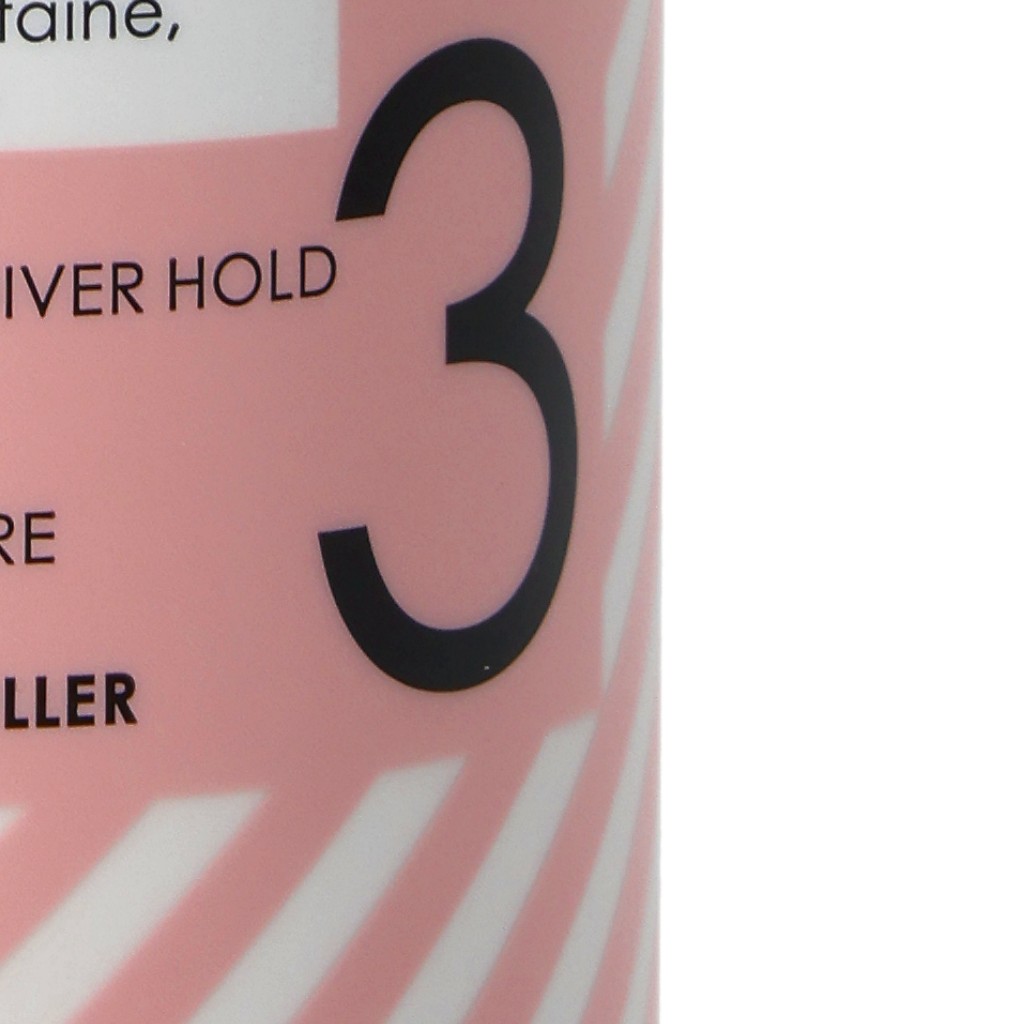 taine,
3
IVER HOLD
RE
LLER